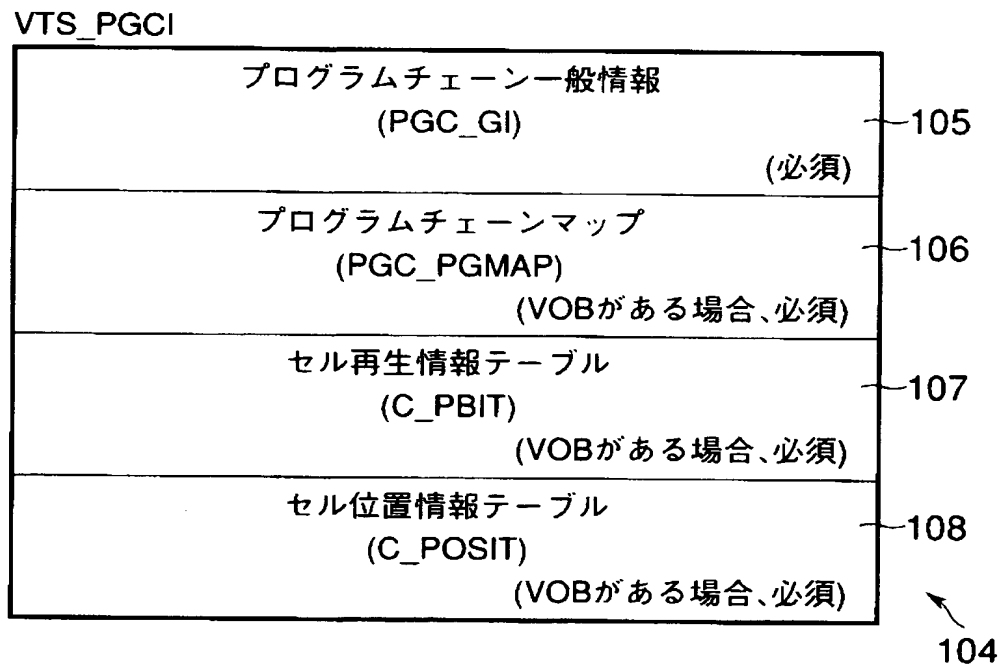 VTS_PGCI
プログラムチェーン一般情報
(PGC_GI)
105
(必須)
プログラムチェーンマップ
106
(PGC_PGMAP)
(VOBがある場合、必須)
セル再生情報テーブル
107
(C_PBIT)
(VOBがある場合、必須)
セル位置情報テーブル
108
(C_POSIT)
(VOBがある場合、必須)
104